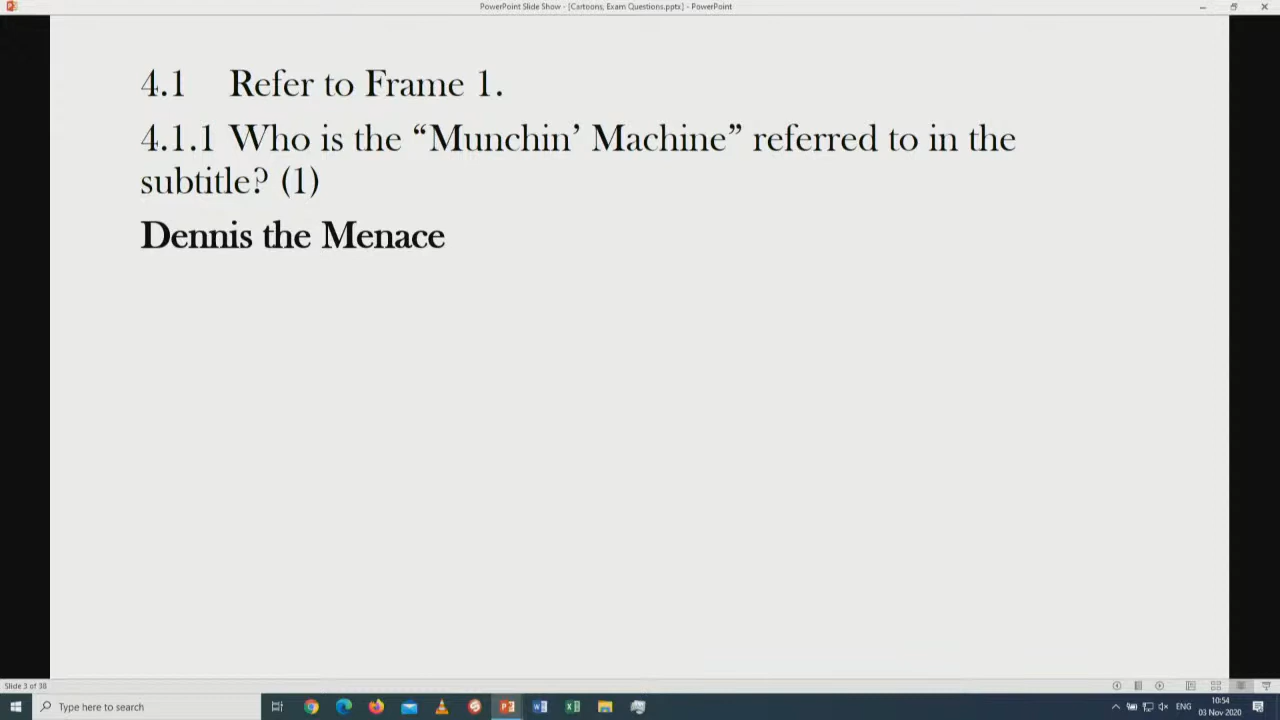 PowerPoint Slide Show - [Cartoons, Exam Questions.pptx] - PowerPoint
4.1 Refer to Frame 1.
4.1.1 Who is the “Munchin’ Machine” referred to in the
subtitle? (1)
Dennis the Menace
Slide 3 of 38
Type here to search
ENG
10:54
03 Nov 2020